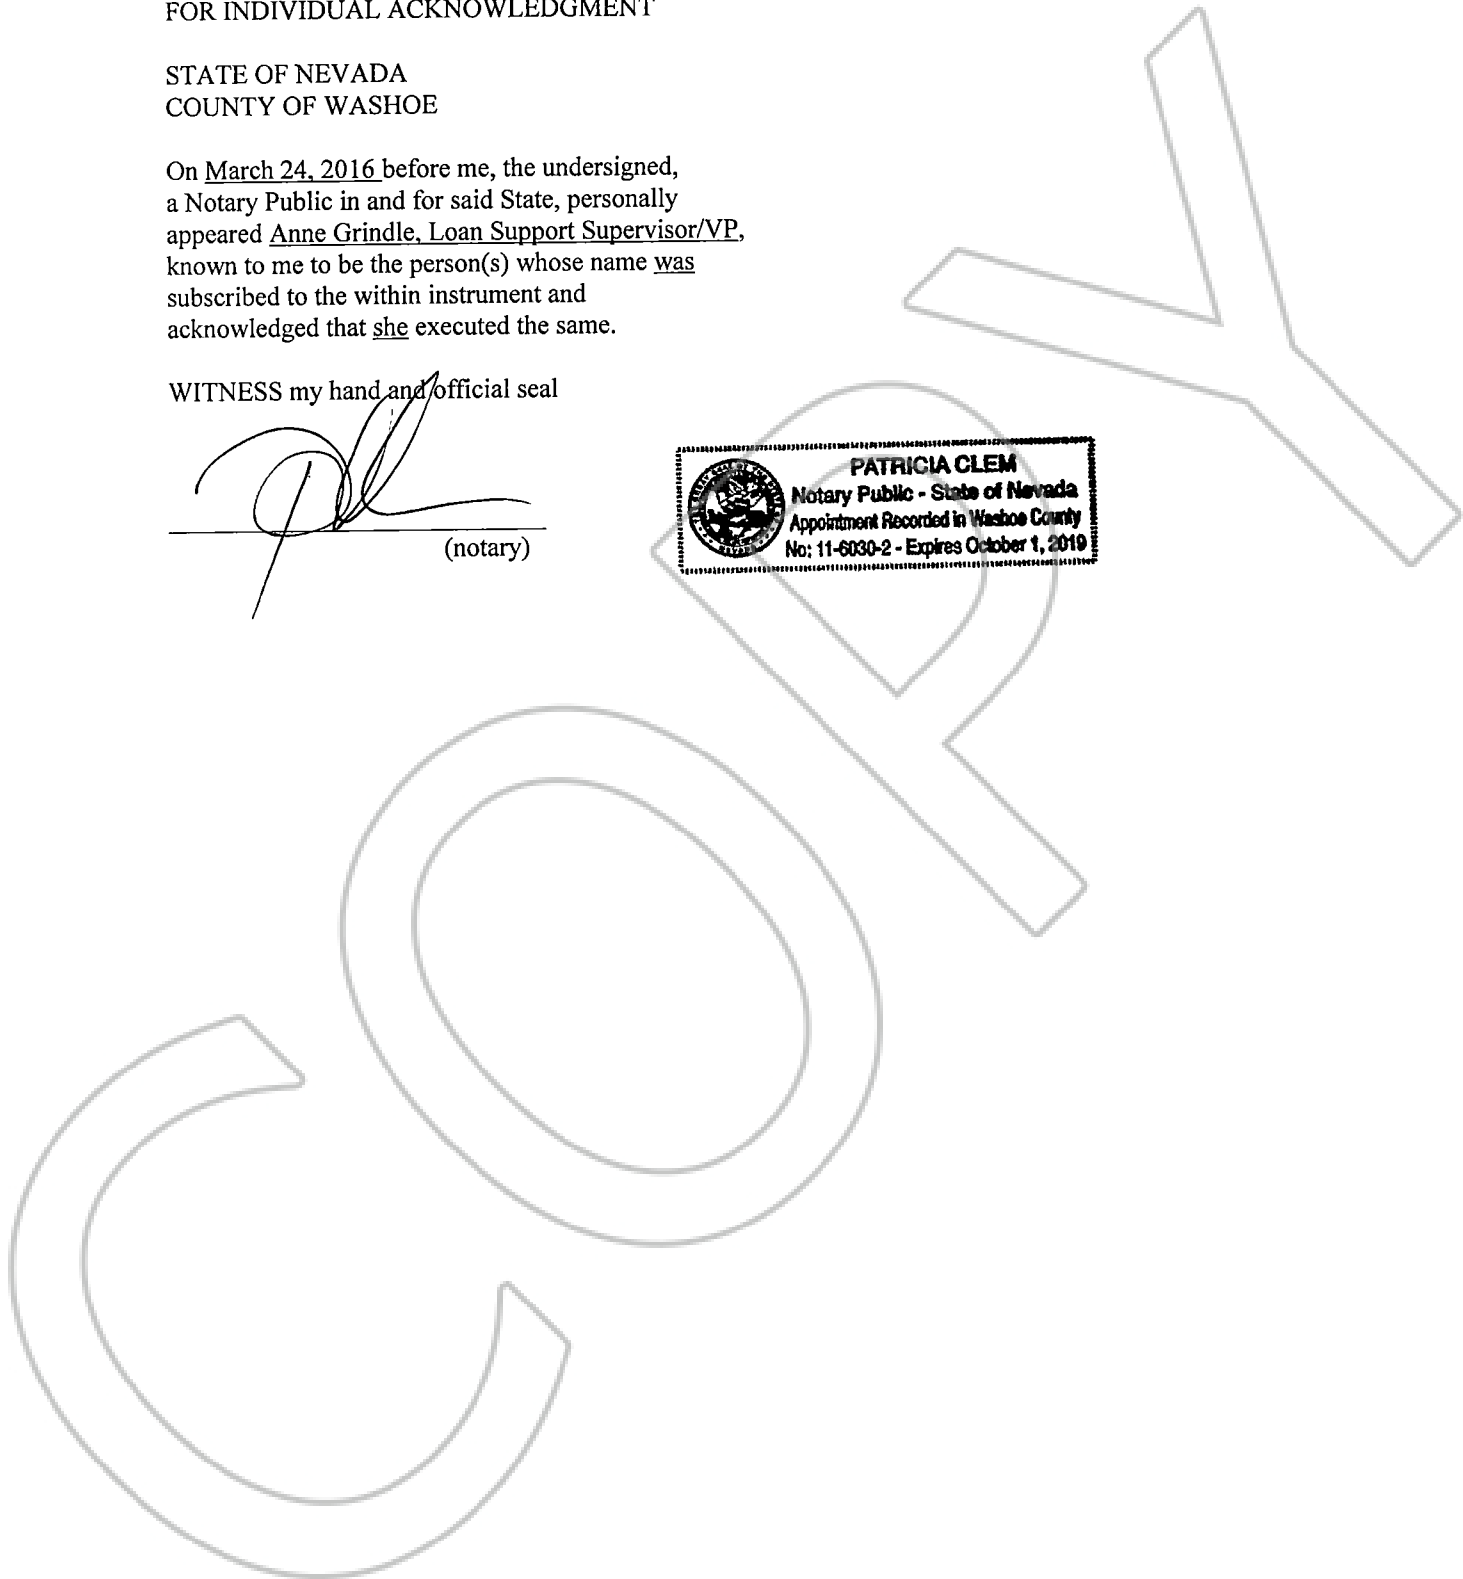 FOR INDIVIDUAL ACKNOWLEDGMENT
STATE OF NEVADA
COUNTY OF WASHOE
On March 24, 2016 before me, the undersigned,
a Notary Public in and for said State, personally
appeared Anne Grindle, Loan Support Supervisor/VP,
known to me to be the person(s) whose name was
subscribed to the within instrument and
acknowledged that she executed the same.
WITNESS my hand and official seal
(notary)
PATRICIA CLEM
Notary Public - State of Nevada
Appointment Recorded in Washoe County
No: 11-6030-2 - Expires October 1, 2019
COPY